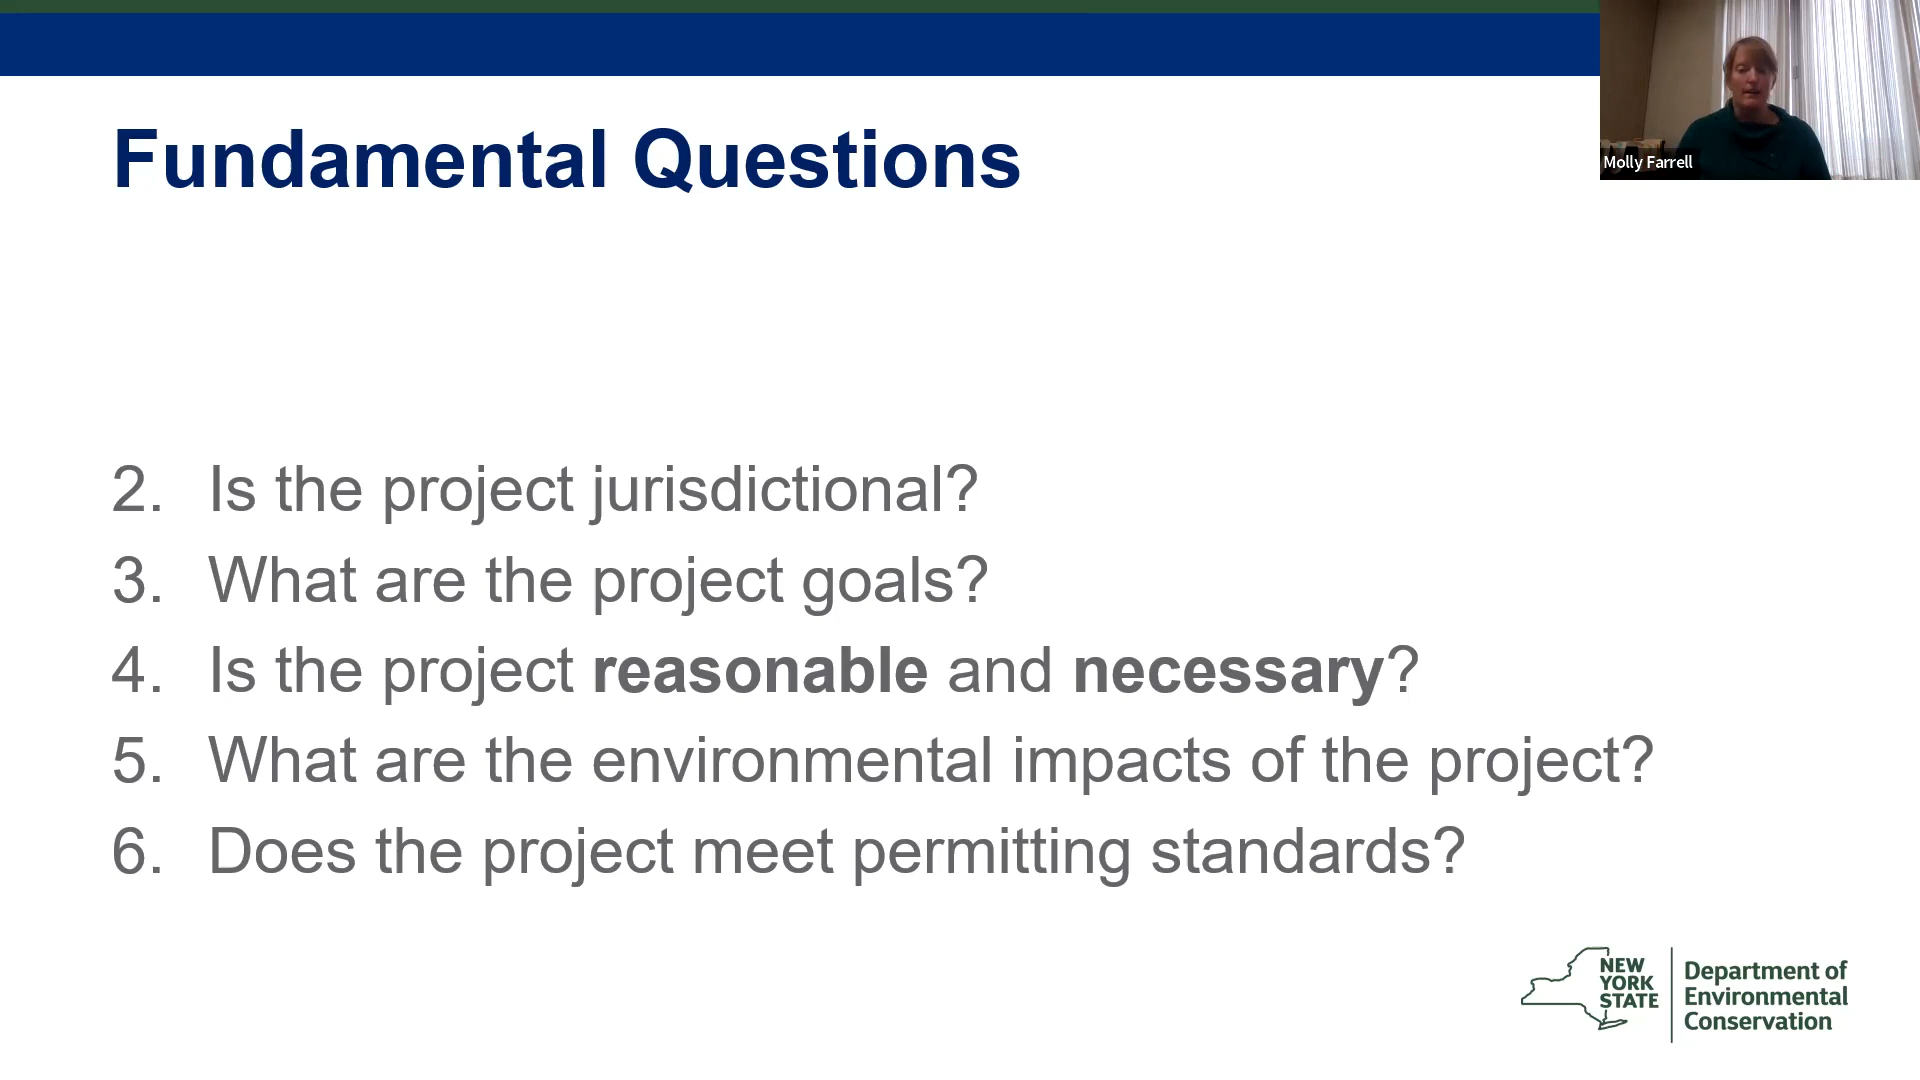 Molly Farrell
Fundamental Questions
2. Is the project jurisdictional?
3. What are the project goals?
4. Is the project reasonable and necessary?
5. What are the environmental impacts of the project?
6. Does the project meet permitting standards?
NEW
YORK
STATE
Department of
Environmental
Conservation